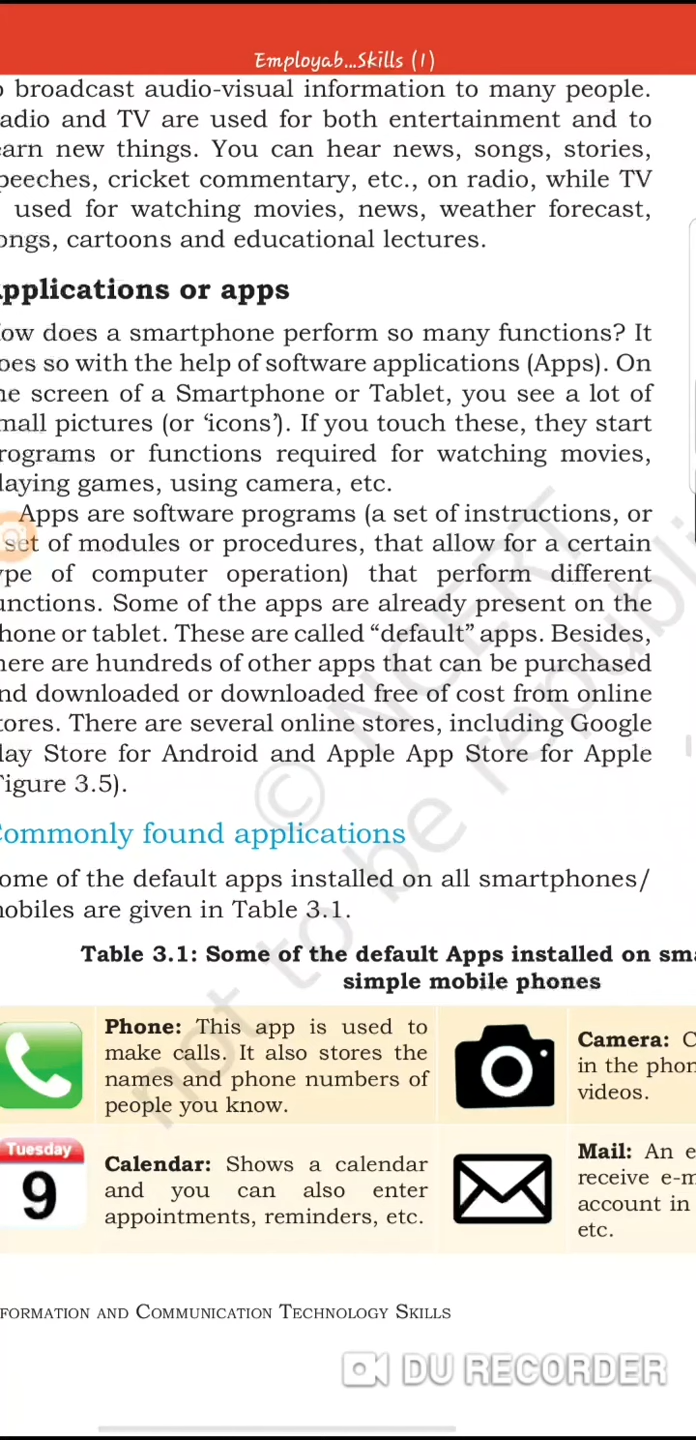 Employab...Skills (1)
broadcast audio-visual information to many people.
adio and TV are used for both entertainment and to
earn new things. You can hear news, songs, stories,
peeches, cricket commentary, etc., on radio, while TV
used for watching movies, news, weather forecast,
ongs, cartoons and educational lectures.
pplications or apps
ow does a smartphone perform so many functions? It
oes so with the help of software applications (Apps). On
he screen of a Smartphone or Tablet, you see a lot of
mall pictures (or ‘icons’). If you touch these, they start
rograms or functions required for watching movies,
laying games, using camera, etc.
Apps are software programs (a set of instructions, or
set of modules or procedures, that allow for a certain
ype of computer operation) that perform different
unctions. Some of the apps are already present on the
hone or tablet. These are called “default” apps. Besides,
here are hundreds of other apps that can be purchased
nd downloaded or downloaded free of cost from online
tores. There are several online stores, including Google
lay Store for Android and Apple App Store for Apple
Figure 3.5).
Commonly found applications
ome of the default apps installed on all smartphones/
mobiles are given in Table 3.1.
Table 3.1: Some of the default Apps installed on sma
simple mobile phones
Phone: This app is used to
make calls. It also stores the
names and phone numbers of
people you know.
Camera: C
in the phon
videos.
Tuesday
9
Calendar: Shows a calendar
and you can also enter
appointments, reminders, etc.
Mail: An e
receive e-m
account in
etc.
© NCERT
not to be republi
NFORMATION AND COMMUNICATION TECHNOLOGY SKILLS
DU RECORDER